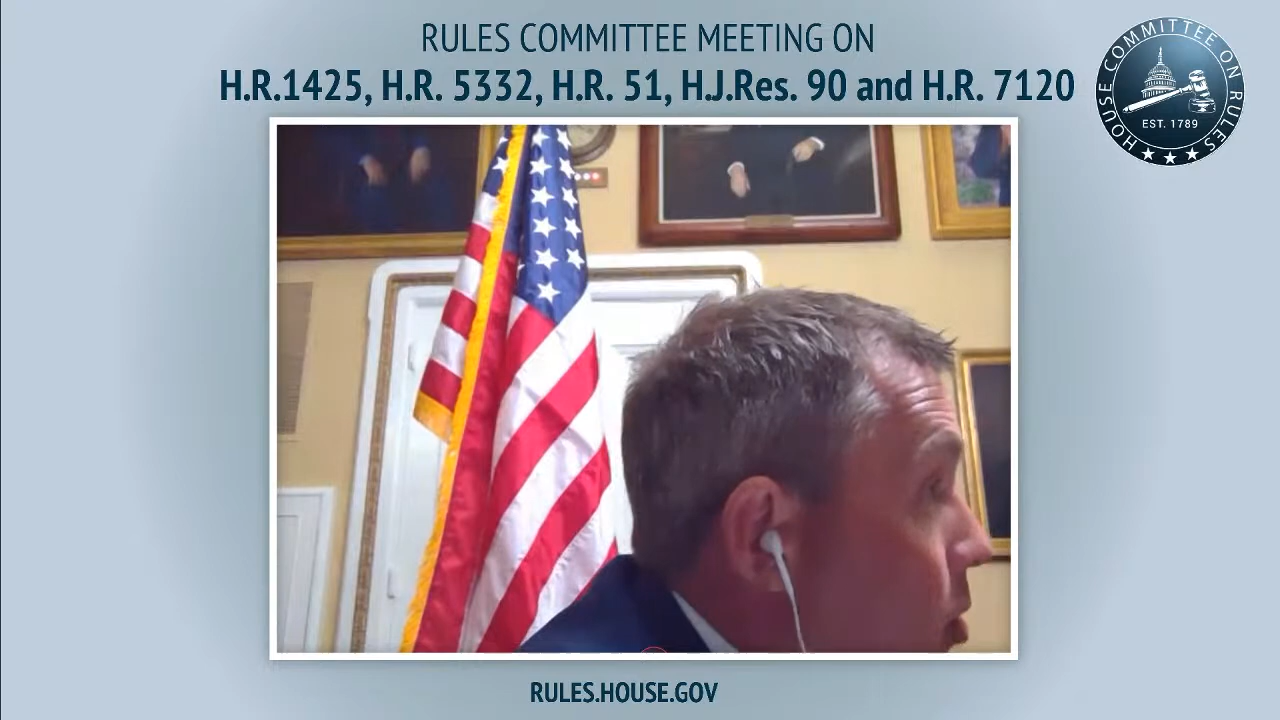 RULES COMMITTEE MEETING ON
H.R.1425, H.R. 5332, H.R. 51, H.J.Res. 90 and H.R. 7120
HOUSE COMMITTEE ON RULES
EST. 1789
RULES.HOUSE.GOV